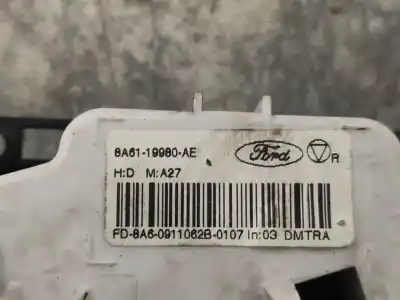 8A61-19980-AE
Ford
R
H:D M:A27
FD-8A6-0911062B-0107 In:03 DMTRA